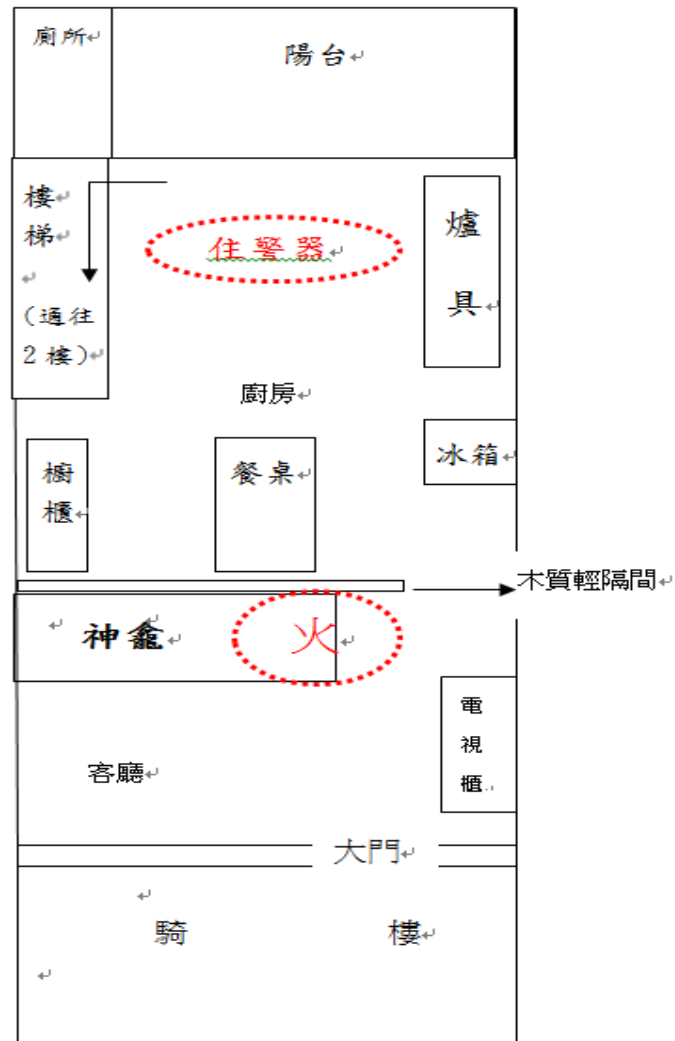 廁所
陽台
樓
梯
(通往
2樓)
住警器
爐
具
廚房
冰箱
櫥
櫃
餐桌
木質輕隔間
神龕
火
電
視
櫃
客廳
大門
騎 樓